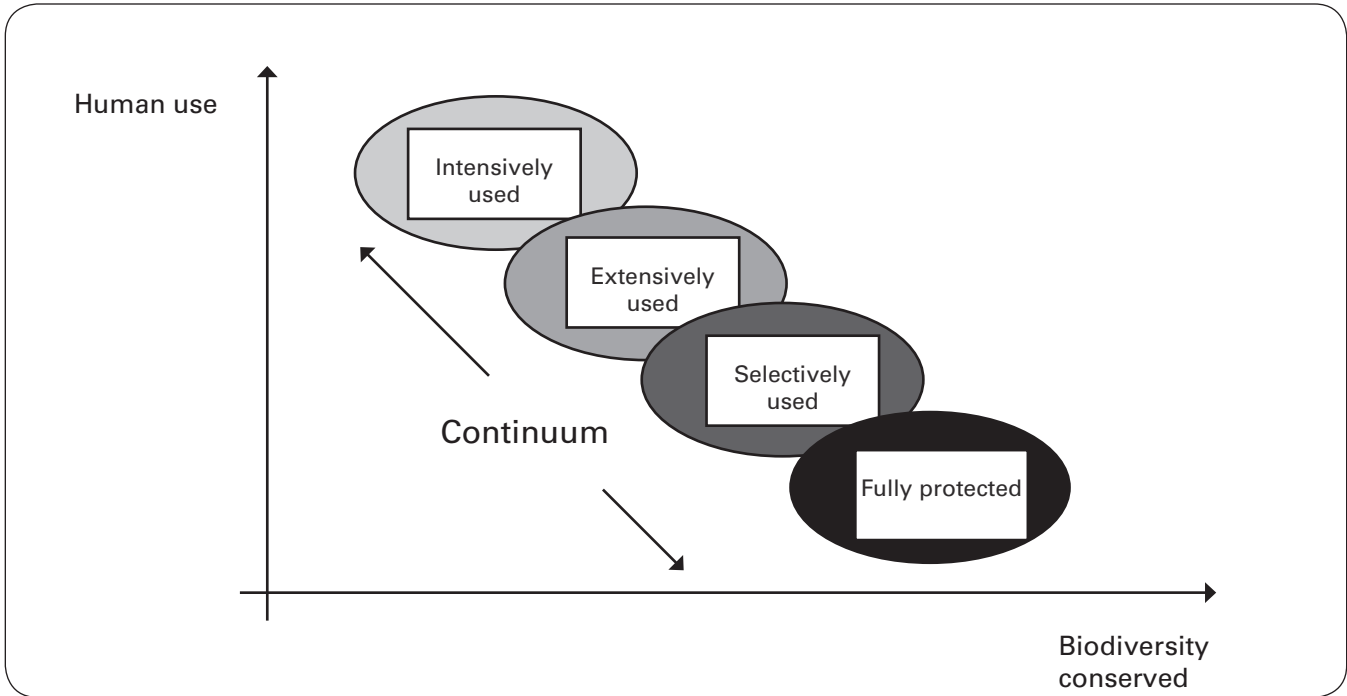 Human use
Intensively
used
Extensively
used
Selectively
used
Continuum
Fully protected
Biodiversity
conserved